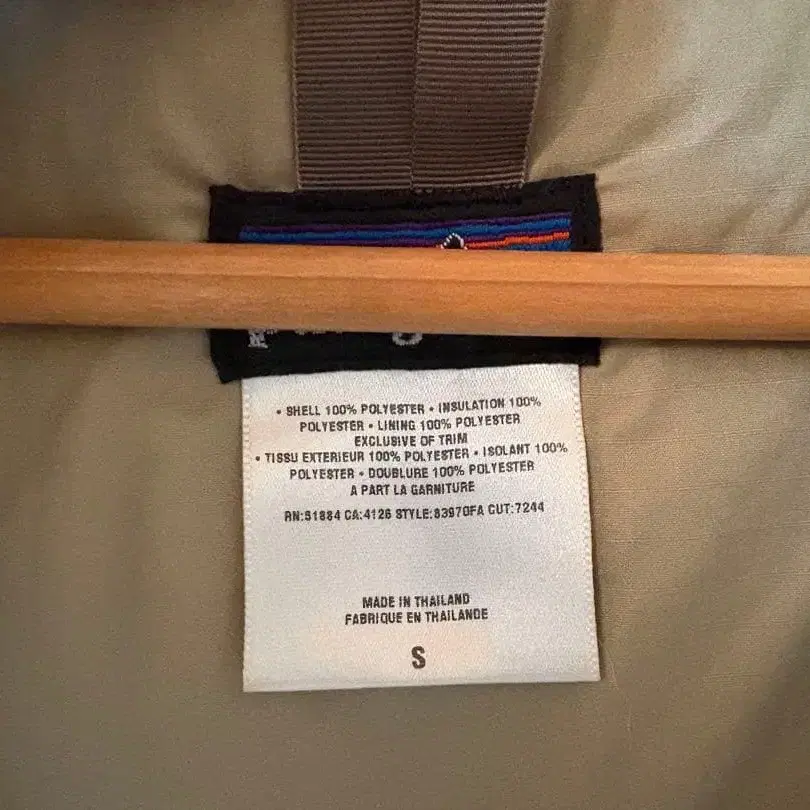 • SHELL 100% POLYESTER • INSULATION 100%
POLYESTER • LINING 100% POLYESTER
EXCLUSIVE OF TRIM
• TISSU EXTERIEUR 100% POLYESTER • ISOLANT 100%
POLYESTER • DOUBLURE 100% POLYESTER
A PART LA GARNITURE
RN:51884 CA:4126 STYLE:83970FA CUT:7244
MADE IN THAILAND
FABRIQUE EN THAILANDE
S